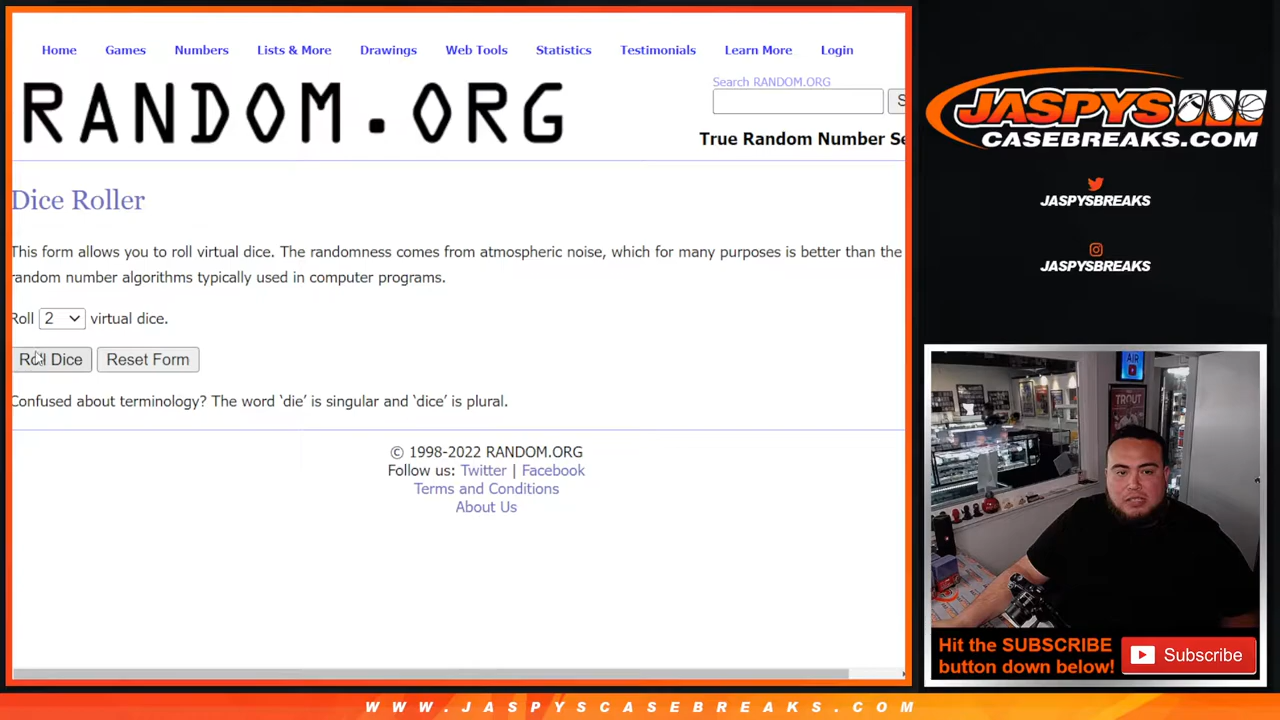 Home Games Numbers Lists & More Drawings Web Tools Statistics Testimonials Learn More Login
RANDOM.ORG
Search RANDOM.ORG
S
True Random Number Se
Dice Roller
This form allows you to roll virtual dice. The randomness comes from atmospheric noise, which for many purposes is better than the
random number algorithms typically used in computer programs.
Roll 2 virtual dice.
Roll Dice Reset Form
Confused about terminology? The word ‘die’ is singular and ‘dice’ is plural.
© 1998-2022 RANDOM.ORG
Follow us: Twitter | Facebook
Terms and Conditions
About Us
JASPYS
CASEBREAKS.COM
JASPYSBREAKS
JASPYSBREAKS
AIR
TROUT
Hit the SUBSCRIBE
button down below!
Subscribe
WWW.JASPYSCASEBREAKS.COM